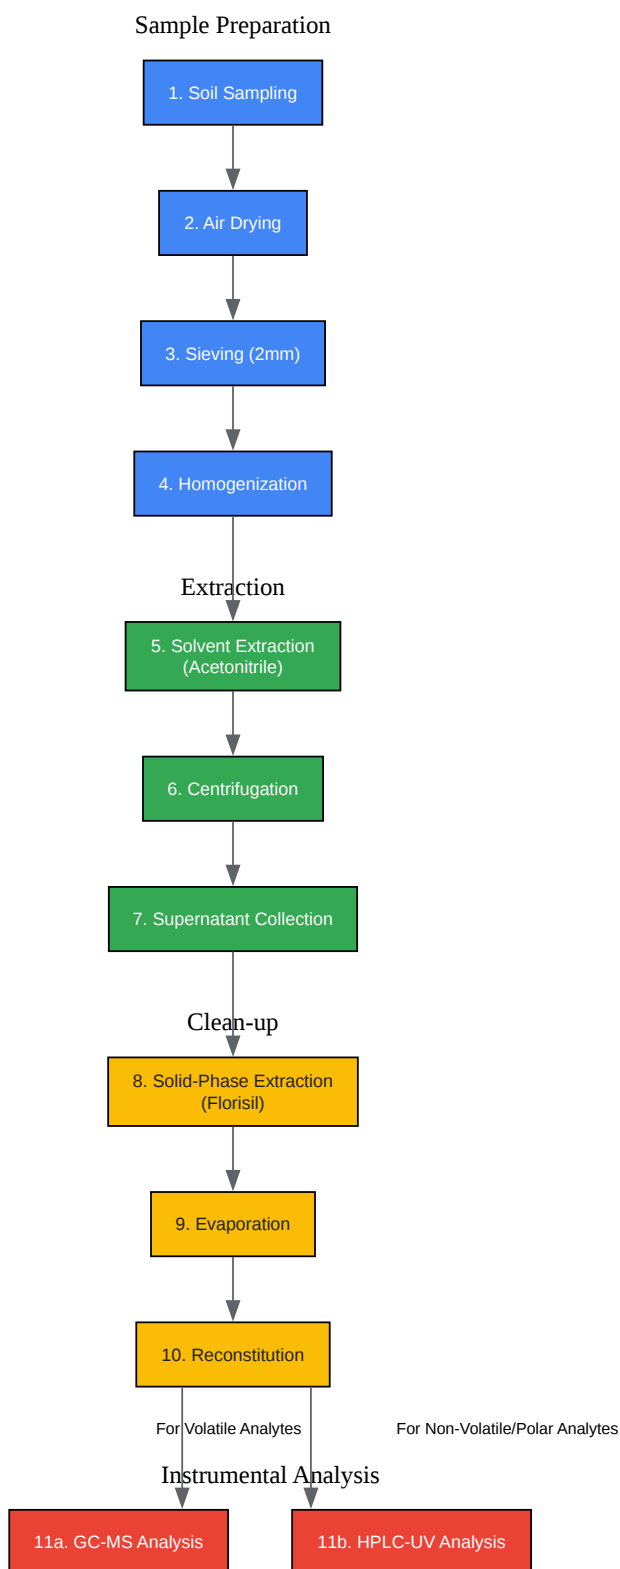 Sample Preparation
1. Soil Sampling
2. Air Drying
3. Sieving (2mm)
4. Homogenization
Extraction
5. Solvent Extraction
(Acetonitrile)
6. Centrifugation
7. Supernatant Collection
Clean-up
8. Solid-Phase Extraction
(Florisil)
9. Evaporation
10. Reconstitution
For Volatile Analytes
For Non-Volatile/Polar Analytes
Instrumental Analysis
11a. GC-MS Analysis
11b. HPLC-UV Analysis